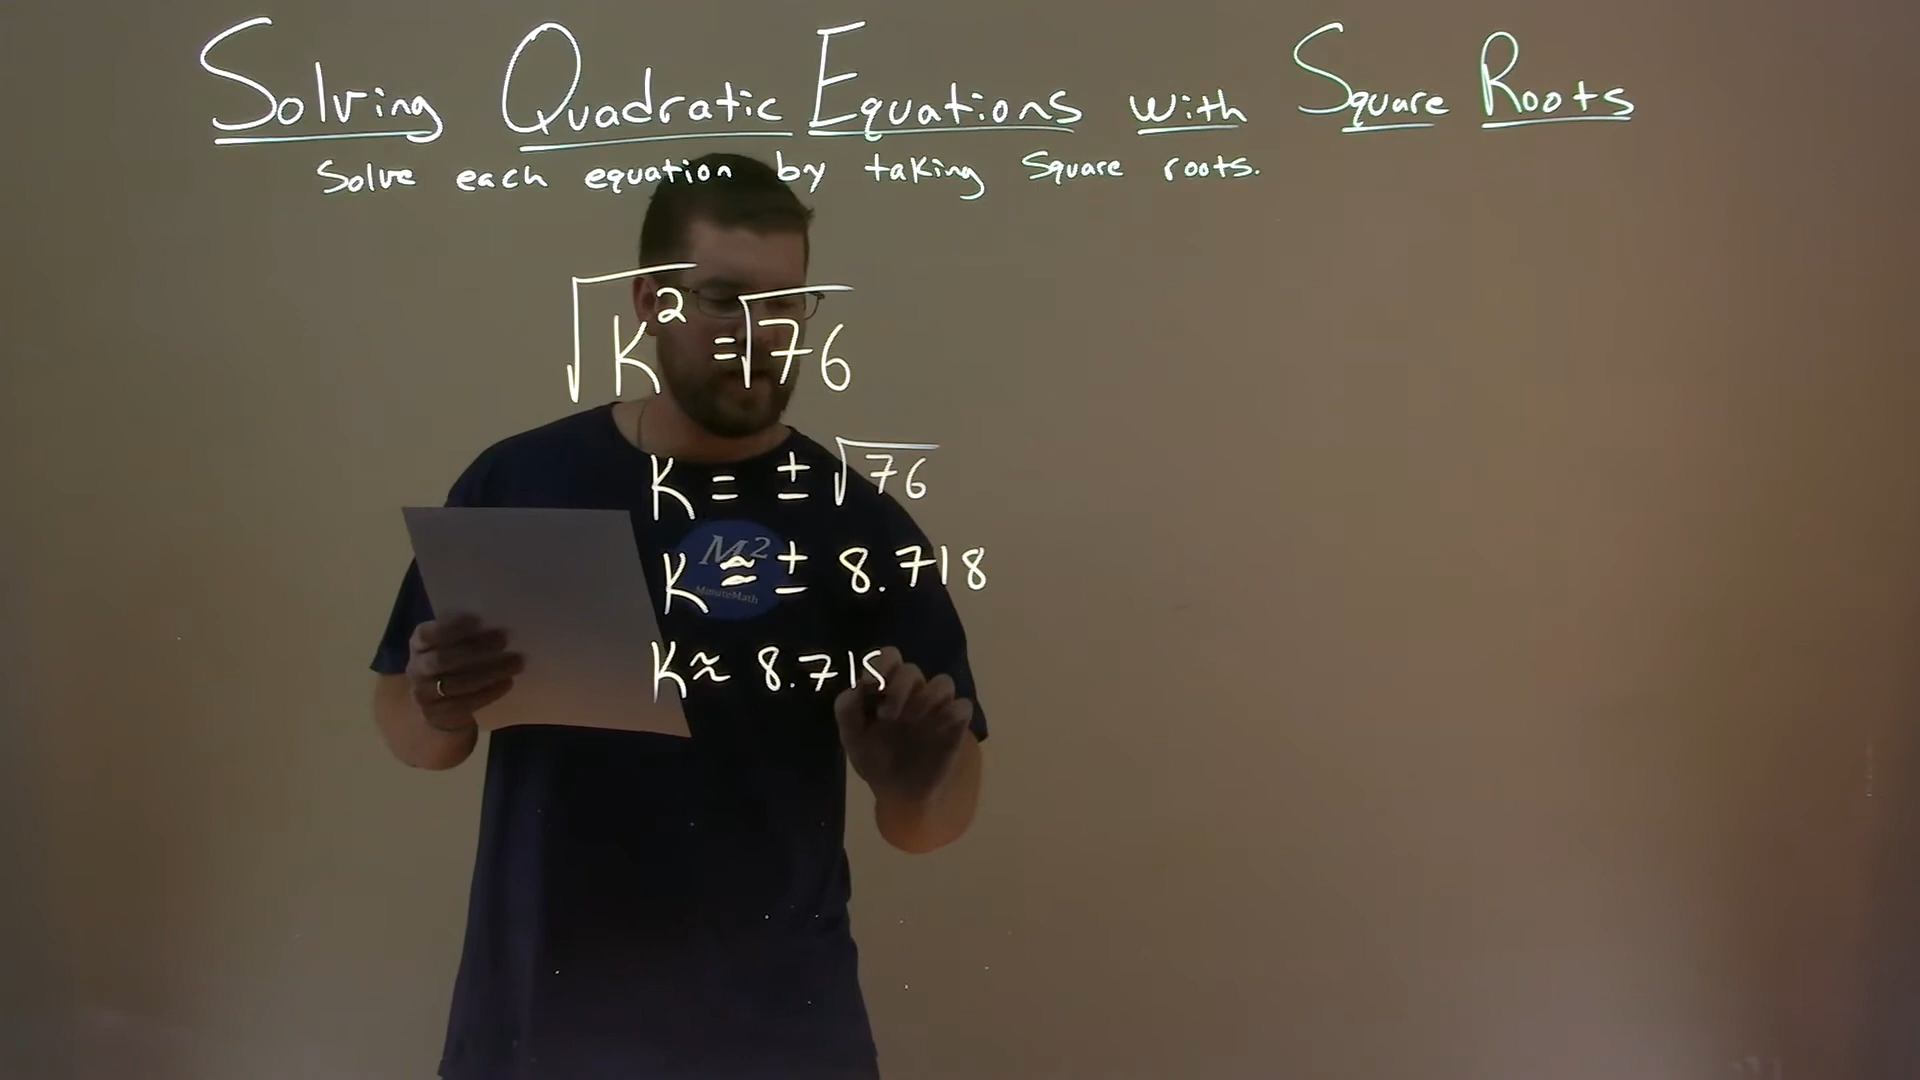 Solving Quadratic Equations with Square Roots
Solve each equation by taking Square roots.
√K² = √76
K = ± √76
M²
MinuteMath
K ≅ ± 8.718
K ≈ 8.71